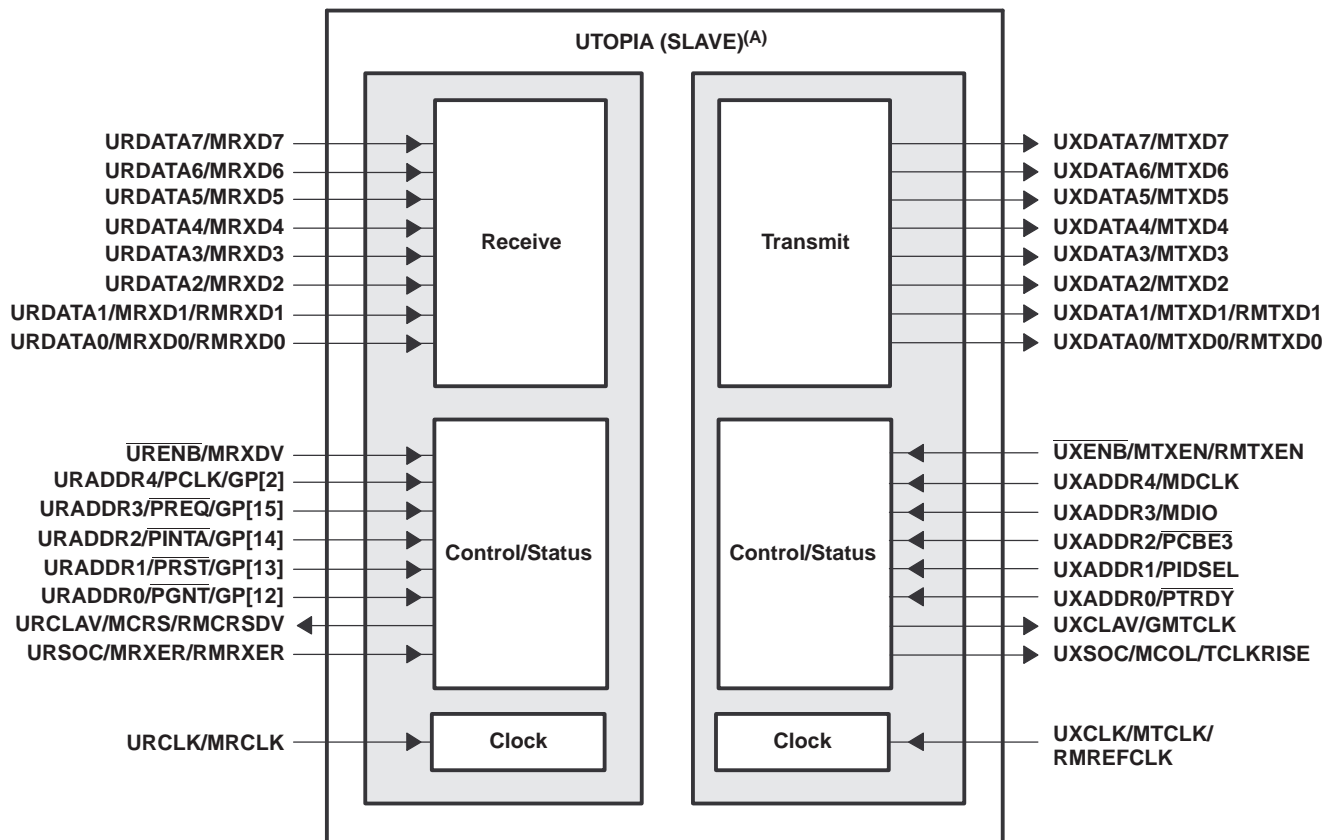 UTOPIA (SLAVE)(A)
URDATA7/MRXD7
URDATA6/MRXD6
URDATA5/MRXD5
URDATA4/MRXD4
URDATA3/MRXD3
URDATA2/MRXD2
URDATA1/MRXD1/RMRXD1
URDATA0/MRXD0/RMRXD0
Receive
URENB/MRXDV
URADDR4/PCLK/GP[2]
URADDR3/PREQ/GP[15]
URADDR2/PINTA/GP[14]
URADDR1/PRST/GP[13]
URADDR0/PGNT/GP[12]
URCLAV/MCRS/RMCRSDV
URSOC/MRXER/RMRXER
Control/Status
URCLK/MRCLK
Clock
Transmit
UXDATA7/MTXD7
UXDATA6/MTXD6
UXDATA5/MTXD5
UXDATA4/MTXD4
UXDATA3/MTXD3
UXDATA2/MTXD2
UXDATA1/MTXD1/RMTXD1
UXDATA0/MTXD0/RMTXD0
Control/Status
UXENB/MTXEN/RMTXEN
UXADDR4/MDCLK
UXADDR3/MDIO
UXADDR2/PCBE3
UXADDR1/PIDSEL
UXADDR0/PTRDY
UXCLAV/GMTCLK
UXSOC/MCOL/TCLKRISE
Clock
UXCLK/MTCLK/
RMREFCLK